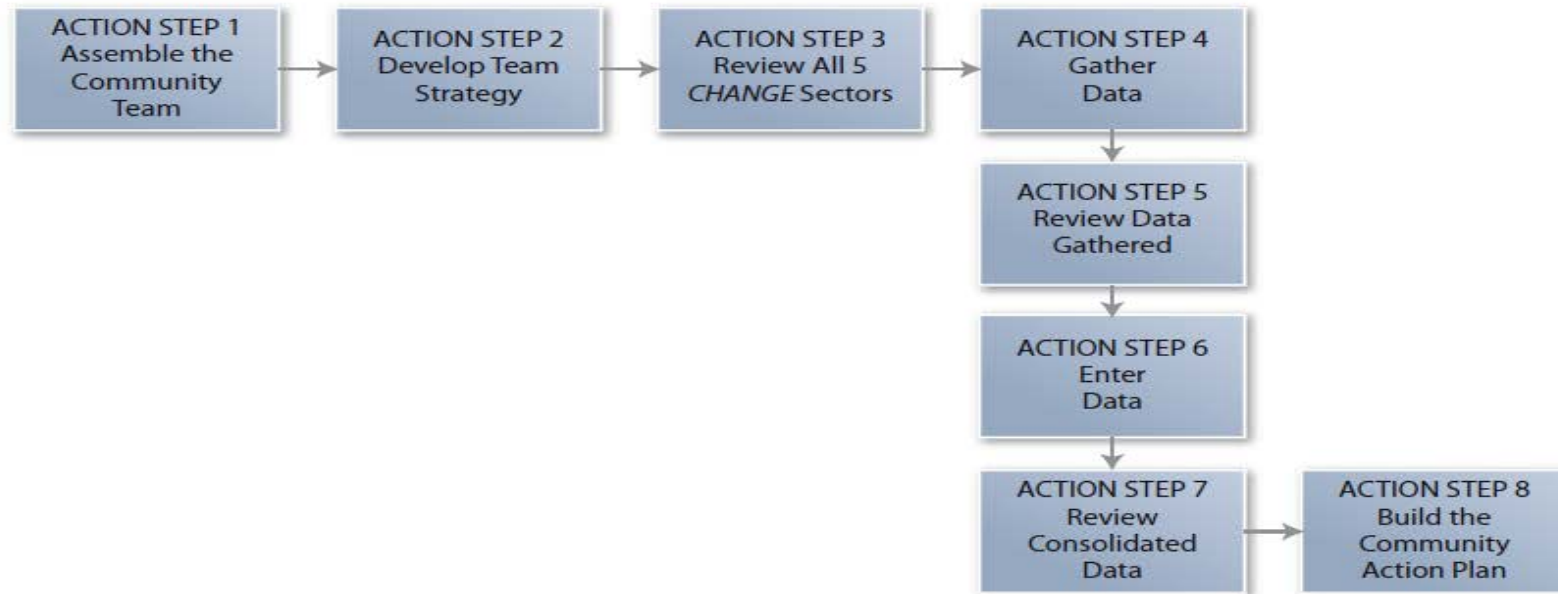 ACTION STEP 1
Assemble the
Community
Team
ACTION STEP 2
Develop Team
Strategy
ACTION STEP 3
Review All 5
CHANGE Sectors
ACTION STEP 4
Gather
Data
ACTION STEP 5
Review Data
Gathered
ACTION STEP 6
Enter
Data
ACTION STEP 7
Review
Consolidated
Data
ACTION STEP 8
Build the
Community
Action Plan